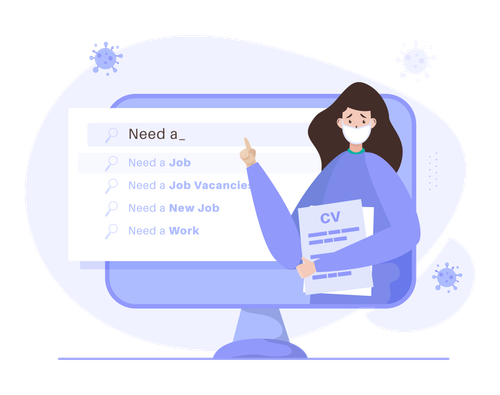 Need a_
Need a Job
Need a Job Vacancies
Need a New Job
Need a Work
CV